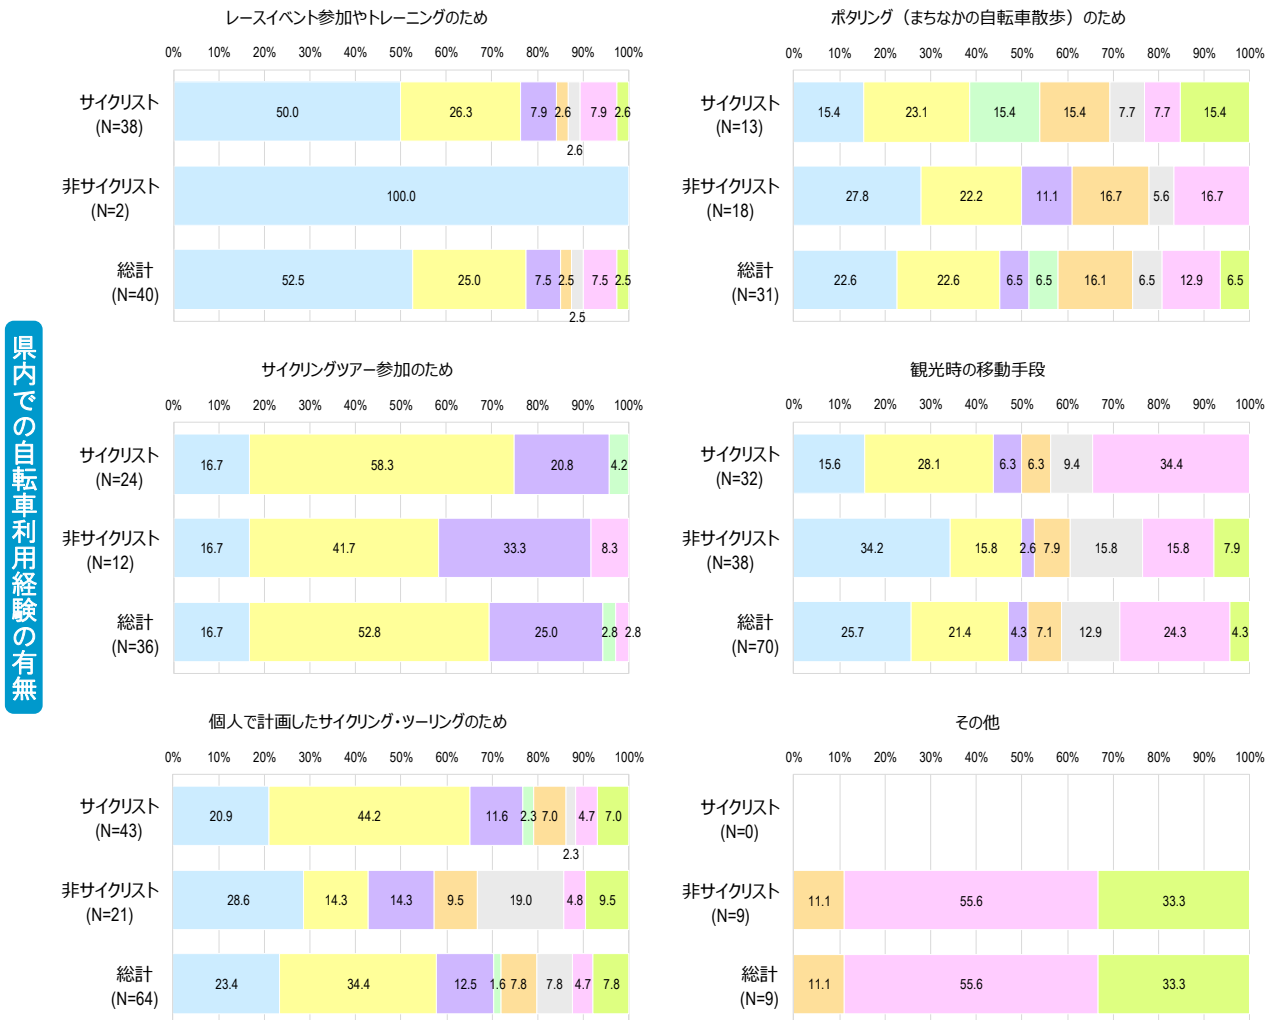 県内での自転車利用経験の有無
レースイベント参加やトレーニングのため
0% 10% 20% 30% 40% 50% 60% 70% 80% 90% 100%
サイクリスト
(N=38)
50.0 26.3 7.9 2.6 2.6 7.9 2.6
非サイクリスト
(N=2)
100.0
総計
(N=40)
52.5 25.0 7.5 2.5 2.5 7.5 2.5
ポタリング（まちなかの自転車散歩）のため
0% 10% 20% 30% 40% 50% 60% 70% 80% 90% 100%
サイクリスト
(N=13)
15.4 23.1 15.4 15.4 7.7 7.7 15.4
非サイクリスト
(N=18)
27.8 22.2 11.1 16.7 5.6 16.7
総計
(N=31)
22.6 22.6 6.5 6.5 16.1 6.5 12.9 6.5
サイクリングツアー参加のため
0% 10% 20% 30% 40% 50% 60% 70% 80% 90% 100%
サイクリスト
(N=24)
16.7 58.3 20.8 4.2
非サイクリスト
(N=12)
16.7 41.7 33.3 8.3
総計
(N=36)
16.7 52.8 25.0 2.8 2.8
観光時の移動手段
0% 10% 20% 30% 40% 50% 60% 70% 80% 90% 100%
サイクリスト
(N=32)
15.6 28.1 6.3 6.3 9.4 34.4
非サイクリスト
(N=38)
34.2 15.8 2.6 7.9 15.8 15.8 7.9
総計
(N=70)
25.7 21.4 4.3 7.1 12.9 24.3 4.3
個人で計画したサイクリング・ツーリングのため
0% 10% 20% 30% 40% 50% 60% 70% 80% 90% 100%
サイクリスト
(N=43)
20.9 44.2 11.6 2.3 7.0 2.3 4.7 7.0
非サイクリスト
(N=21)
28.6 14.3 14.3 9.5 19.0 4.8 9.5
総計
(N=64)
23.4 34.4 12.5 1.6 7.8 7.8 4.7 7.8
その他
0% 10% 20% 30% 40% 50% 60% 70% 80% 90% 100%
サイクリスト
(N=0)
非サイクリスト
(N=9)
11.1 55.6 33.3
総計
(N=9)
11.1 55.6 33.3